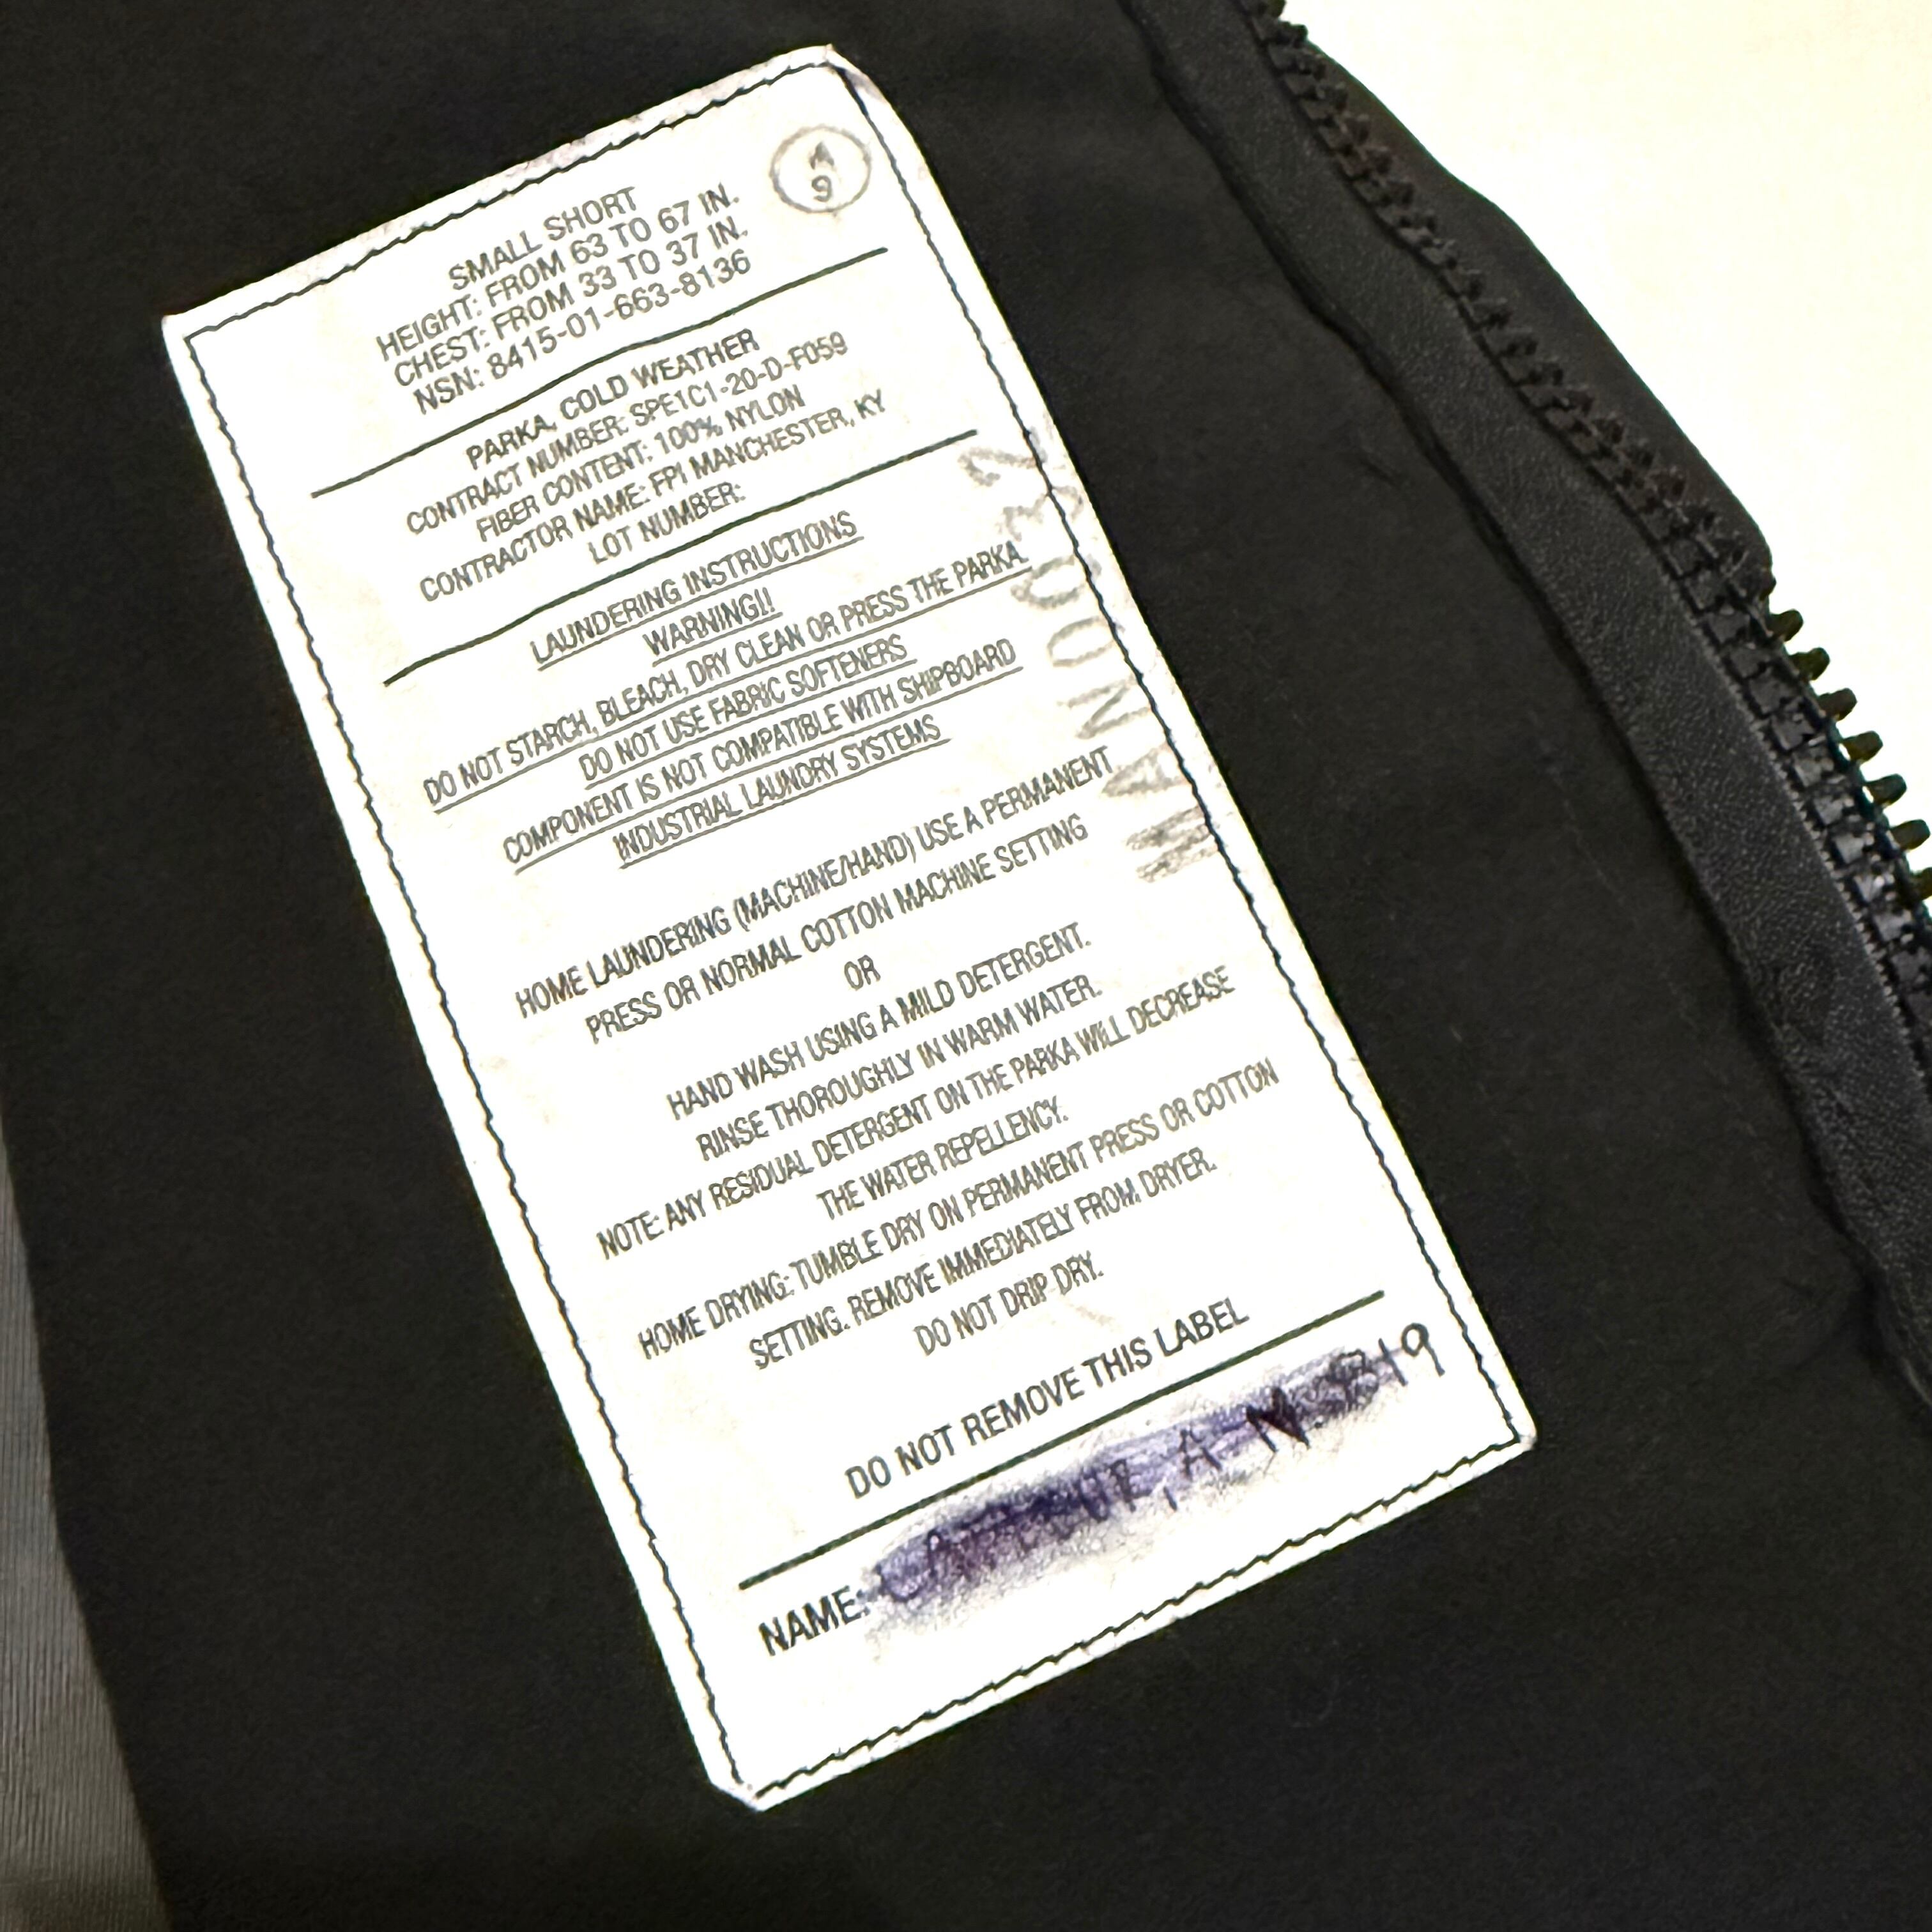 A
9
SMALL SHORT
HEIGHT: FROM 63 TO 67 IN.
CHEST: FROM 33 TO 37 IN.
NSN: 8415-01-663-8136
PARKA, COLD WEATHER
CONTRACT NUMBER: SPE1C1-20-D-F059
FIBER CONTENT: 100% NYLON
CONTRACTOR NAME: FPI MANCHESTER, KY
LOT NUMBER:
LAUNDERING INSTRUCTIONS
WARNING!!
DO NOT STARCH, BLEACH, DRY CLEAN OR PRESS THE PARKA.
DO NOT USE FABRIC SOFTENERS
COMPONENT IS NOT COMPATIBLE WITH SHIPBOARD
INDUSTRIAL LAUNDRY SYSTEMS
HOME LAUNDERING (MACHINE/HAND) USE A PERMANENT
PRESS OR NORMAL COTTON MACHINE SETTING
OR
HAND WASH USING A MILD DETERGENT.
RINSE THOROUGHLY IN WARM WATER.
NOTE: ANY RESIDUAL DETERGENT ON THE PARKA WILL DECREASE
THE WATER REPELLENCY.
HOME DRYING: TUMBLE DRY ON PERMANENT PRESS OR COTTON
SETTING. REMOVE IMMEDIATELY FROM DRYER.
DO NOT DRIP DRY.
DO NOT REMOVE THIS LABEL
NAME: A N